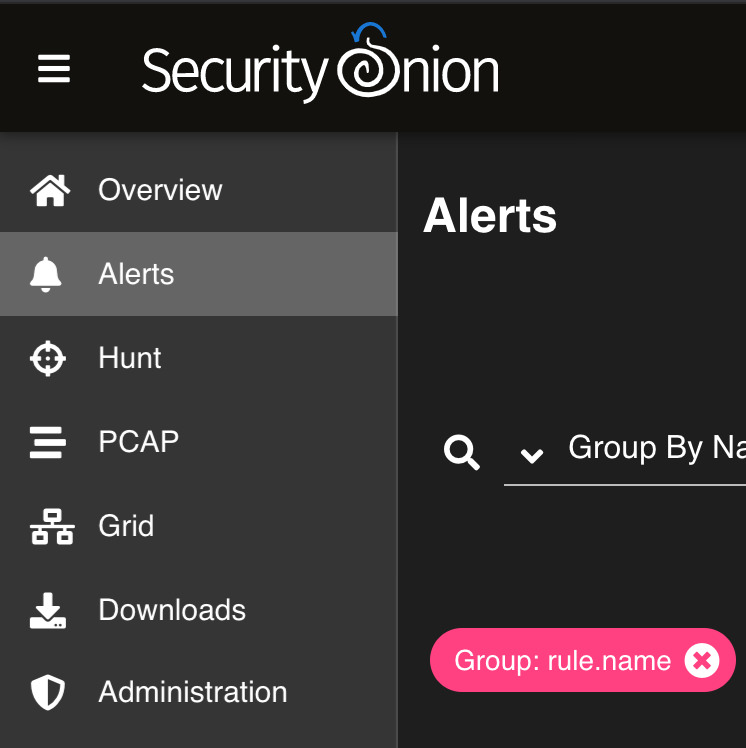 Security Onion
Overview
Alerts
Hunt
PCAP
Grid
Downloads
Administration
Alerts
Group By Na
Group: rule.name